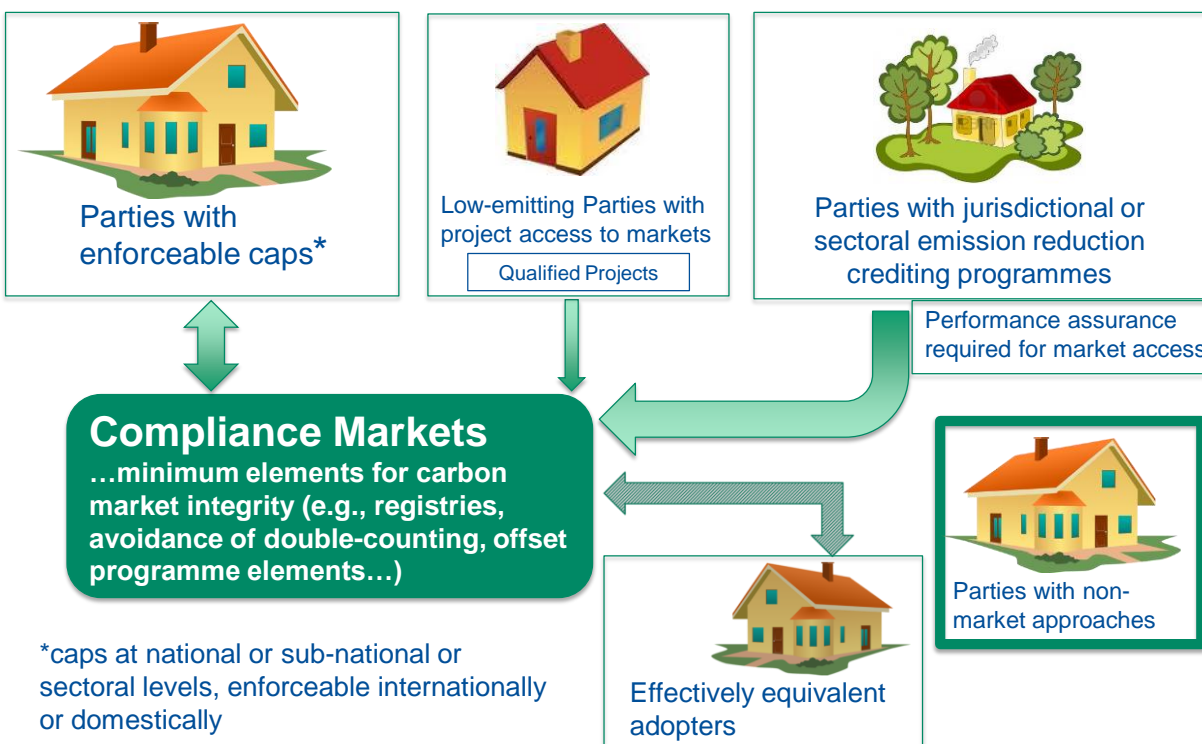 Parties with
enforceable caps*
Low-emitting Parties with
project access to markets
Qualified Projects
Parties with jurisdictional or
sectoral emission reduction
crediting programmes
Performance assurance
required for market access
Compliance Markets
…minimum elements for carbon
market integrity (e.g., registries,
avoidance of double-counting, offset
programme elements…)
Parties with non-
market approaches
*caps at national or sub-national or
sectoral levels, enforceable internationally
or domestically
Effectively equivalent
adopters